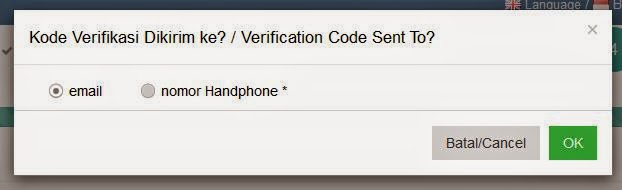 Language /
Kode Verifikasi Dikirim ke? / Verification Code Sent To?
×
email
nomor Handphone *
Batal/Cancel
OK